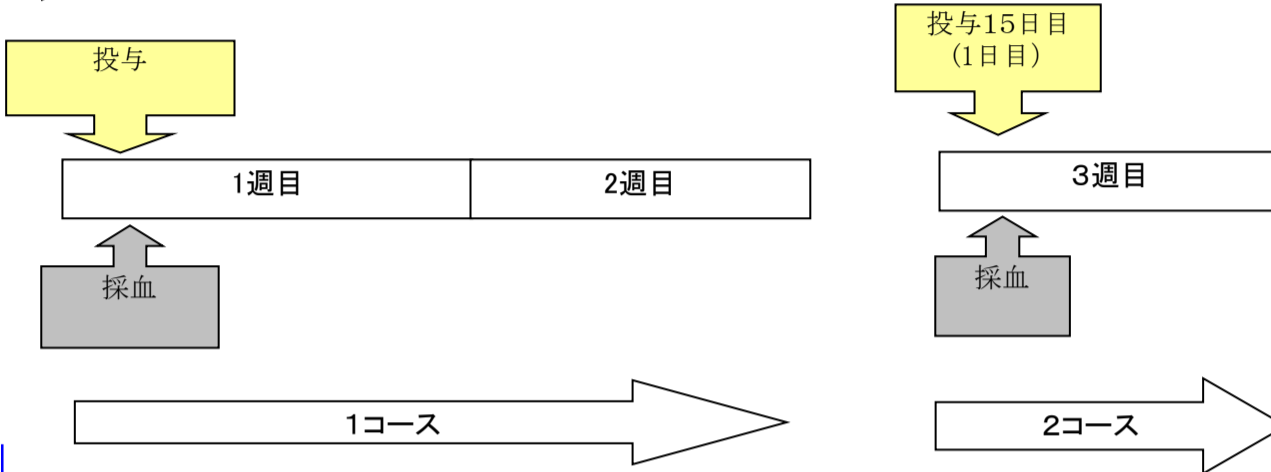 投与
投与15日目
(1日目)
1週目
2週目
3週目
採血
採血
1コース
2コース